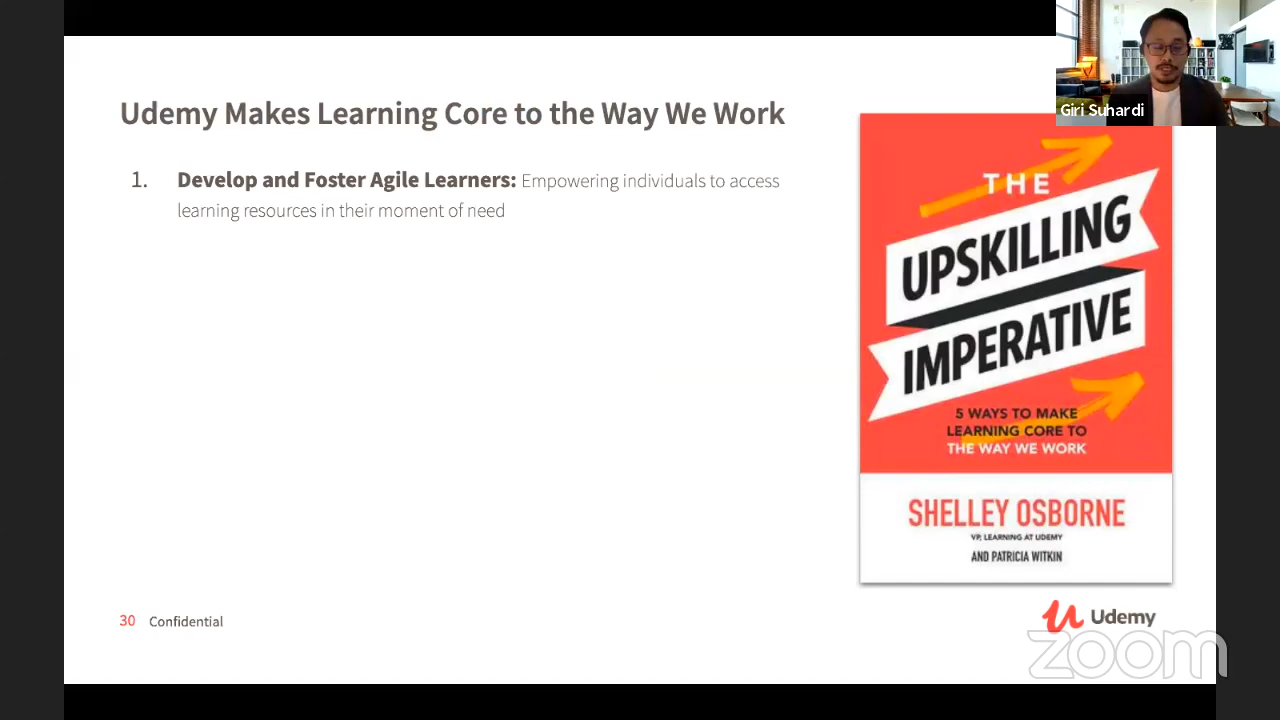 Udemy Makes Learning Core to the Way We Work
Giri Suhardi
1. Develop and Foster Agile Learners: Empowering individuals to access
learning resources in their moment of need
THE
UPSKILLING
IMPERATIVE
5 WAYS TO MAKE
LEARNING CORE TO
THE WAY WE WORK
SHELLEY OSBORNE
VP, LEARNING AT UDEMY
AND PATRICIA WITKIN
30 Confidential
Udemy
zoom